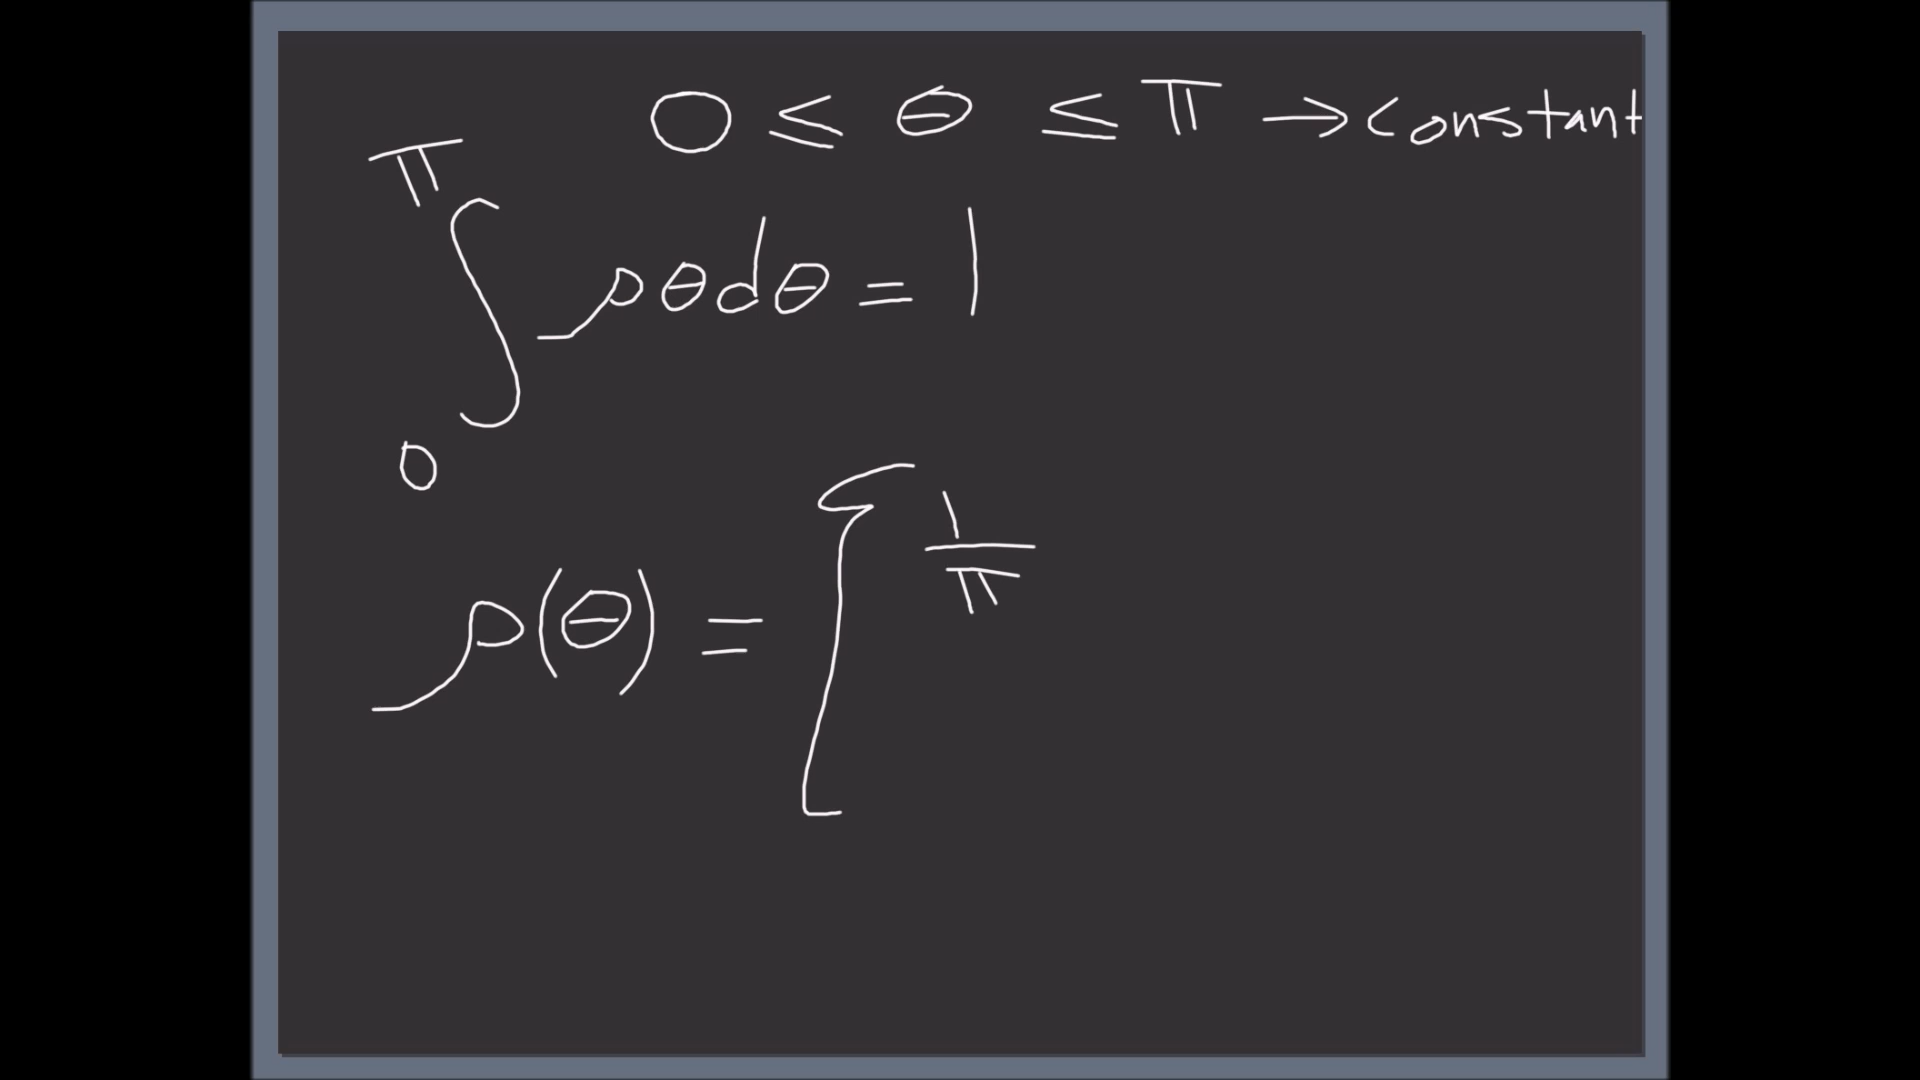 0 ≤ θ ≤ π → constant
π
∫ ρθdθ = 1
0
1
ρ(θ) = {
π